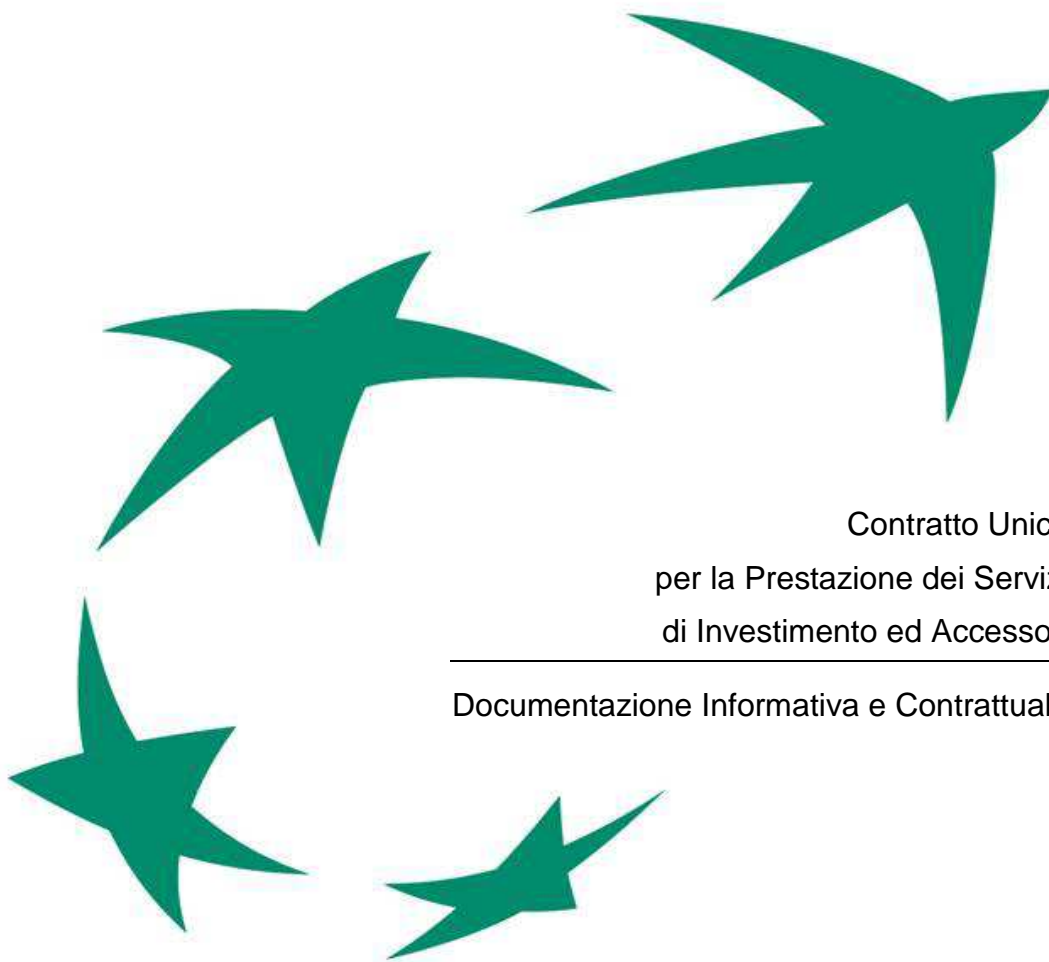 Contratto Unic
per la Prestazione dei Serviz
di Investimento ed Accesso
Documentazione Informativa e Contrattual